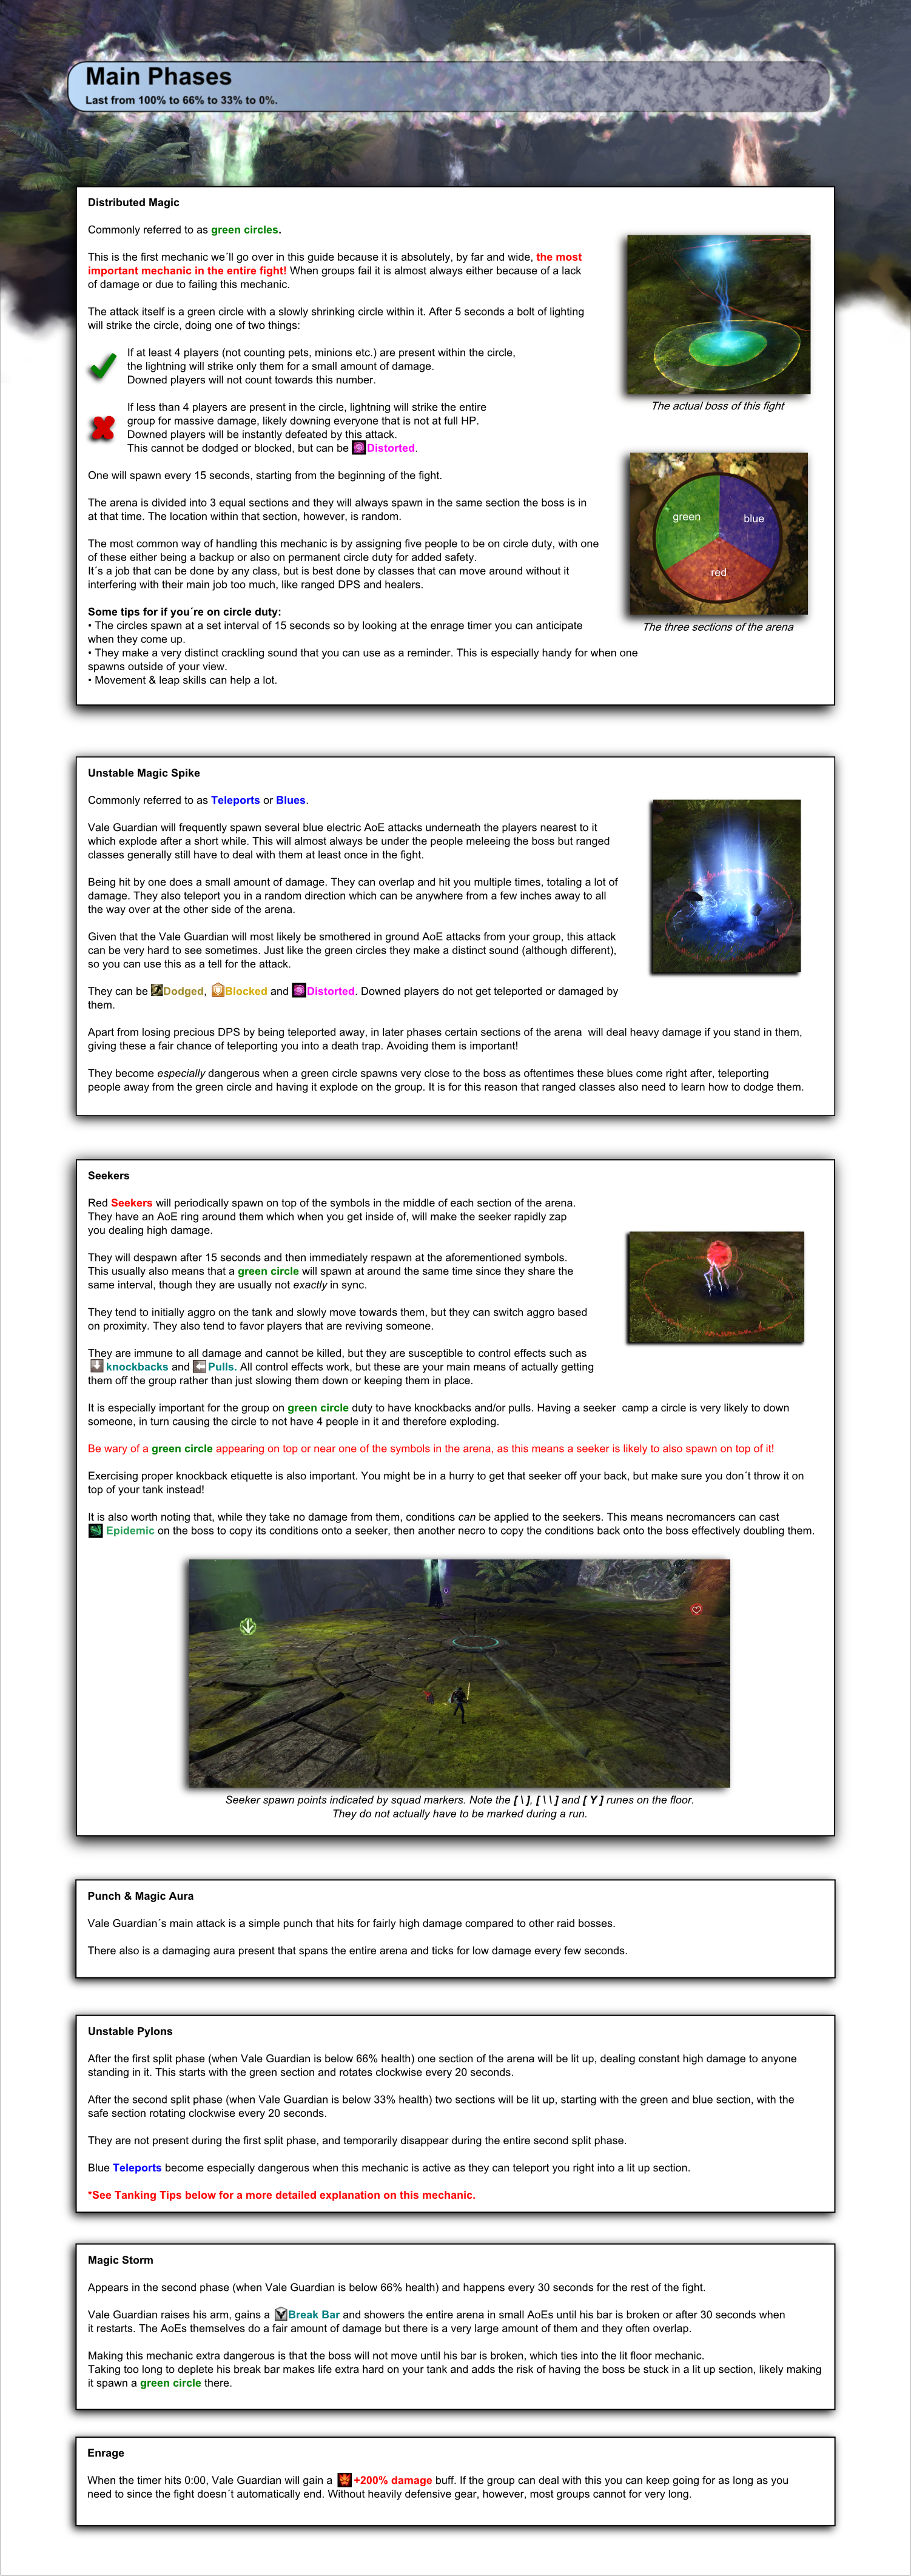 Main Phases
Last from 100% to 66% to 33% to 0%.
Distributed Magic
Commonly referred to as green circles.
This is the first mechanic we´ll go over in this guide because it is absolutely, by far and wide, the most
important mechanic in the entire fight! When groups fail it is almost always either because of a lack
of damage or due to failing this mechanic.
The attack itself is a green circle with a slowly shrinking circle within it. After 5 seconds a bolt of lighting
will strike the circle, doing one of two things:
If at least 4 players (not counting pets, minions etc.) are present within the circle,
the lightning will strike only them for a small amount of damage.
Downed players will not count towards this number.
If less than 4 players are present in the circle, lightning will strike the entire
group for massive damage, likely downing everyone that is not at full HP.
Downed players will be instantly defeated by this attack.
This cannot be dodged or blocked, but can be Distorted.
The actual boss of this fight
One will spawn every 15 seconds, starting from the beginning of the fight.
The arena is divided into 3 equal sections and they will always spawn in the same section the boss is in
at that time. The location within that section, however, is random.
The most common way of handling this mechanic is by assigning five people to be on circle duty, with one
of these either being a backup or also on permanent circle duty for added safety.
It´s a job that can be done by any class, but is best done by classes that can move around without it
interfering with their main job too much, like ranged DPS and healers.
green
blue
red
The three sections of the arena
Some tips for if you´re on circle duty:
• The circles spawn at a set interval of 15 seconds so by looking at the enrage timer you can anticipate
when they come up.
• They make a very distinct crackling sound that you can use as a reminder. This is especially handy for when one
spawns outside of your view.
• Movement & leap skills can help a lot.
Unstable Magic Spike
Commonly referred to as Teleports or Blues.
Vale Guardian will frequently spawn several blue electric AoE attacks underneath the players nearest to it
which explode after a short while. This will almost always be under the people meleeing the boss but ranged
classes generally still have to deal with them at least once in the fight.
Being hit by one does a small amount of damage. They can overlap and hit you multiple times, totaling a lot of
damage. They also teleport you in a random direction which can be anywhere from a few inches away to all
the way over at the other side of the arena.
Given that the Vale Guardian will most likely be smothered in ground AoE attacks from your group, this attack
can be very hard to see sometimes. Just like the green circles they make a distinct sound (although different),
so you can use this as a tell for the attack.
They can be Dodged, Blocked and Distorted. Downed players do not get teleported or damaged by
them.
Apart from losing precious DPS by being teleported away, in later phases certain sections of the arena will deal heavy damage if you stand in them,
giving these a fair chance of teleporting you into a death trap. Avoiding them is important!
They become especially dangerous when a green circle spawns very close to the boss as oftentimes these blues come right after, teleporting
people away from the green circle and having it explode on the group. It is for this reason that ranged classes also need to learn how to dodge them.
Seekers
Red Seekers will periodically spawn on top of the symbols in the middle of each section of the arena.
They have an AoE ring around them which when you get inside of, will make the seeker rapidly zap
you dealing high damage.
They will despawn after 15 seconds and then immediately respawn at the aforementioned symbols.
This usually also means that a green circle will spawn at around the same time since they share the
same interval, though they are usually not exactly in sync.
They tend to initially aggro on the tank and slowly move towards them, but they can switch aggro based
on proximity. They also tend to favor players that are reviving someone.
They are immune to all damage and cannot be killed, but they are susceptible to control effects such as
knockbacks and Pulls. All control effects work, but these are your main means of actually getting
them off the group rather than just slowing them down or keeping them in place.
It is especially important for the group on green circle duty to have knockbacks and/or pulls. Having a seeker camp a circle is very likely to down
someone, in turn causing the circle to not have 4 people in it and therefore exploding.
Be wary of a green circle appearing on top or near one of the symbols in the arena, as this means a seeker is likely to also spawn on top of it!
Exercising proper knockback etiquette is also important. You might be in a hurry to get that seeker off your back, but make sure you don´t throw it on
top of your tank instead!
It is also worth noting that, while they take no damage from them, conditions can be applied to the seekers. This means necromancers can cast
Epidemic on the boss to copy its conditions onto a seeker, then another necro to copy the conditions back onto the boss effectively doubling them.
Seeker spawn points indicated by squad markers. Note the [ \ ], [ \ \ ] and [ Y ] runes on the floor.
They do not actually have to be marked during a run.
Punch & Magic Aura
Vale Guardian´s main attack is a simple punch that hits for fairly high damage compared to other raid bosses.
There also is a damaging aura present that spans the entire arena and ticks for low damage every few seconds.
Unstable Pylons
After the first split phase (when Vale Guardian is below 66% health) one section of the arena will be lit up, dealing constant high damage to anyone
standing in it. This starts with the green section and rotates clockwise every 20 seconds.
After the second split phase (when Vale Guardian is below 33% health) two sections will be lit up, starting with the green and blue section, with the
safe section rotating clockwise every 20 seconds.
They are not present during the first split phase, and temporarily disappear during the entire second split phase.
Blue Teleports become especially dangerous when this mechanic is active as they can teleport you right into a lit up section.
*See Tanking Tips below for a more detailed explanation on this mechanic.
Magic Storm
Appears in the second phase (when Vale Guardian is below 66% health) and happens every 30 seconds for the rest of the fight.
Vale Guardian raises his arm, gains a Break Bar and showers the entire arena in small AoEs until his bar is broken or after 30 seconds when
it restarts. The AoEs themselves do a fair amount of damage but there is a very large amount of them and they often overlap.
Making this mechanic extra dangerous is that the boss will not move until his bar is broken, which ties into the lit floor mechanic.
Taking too long to deplete his break bar makes life extra hard on your tank and adds the risk of having the boss be stuck in a lit up section, likely making
it spawn a green circle there.
Enrage
When the timer hits 0:00, Vale Guardian will gain a +200% damage buff. If the group can deal with this you can keep going for as long as you
need to since the fight doesn´t automatically end. Without heavily defensive gear, however, most groups cannot for very long.